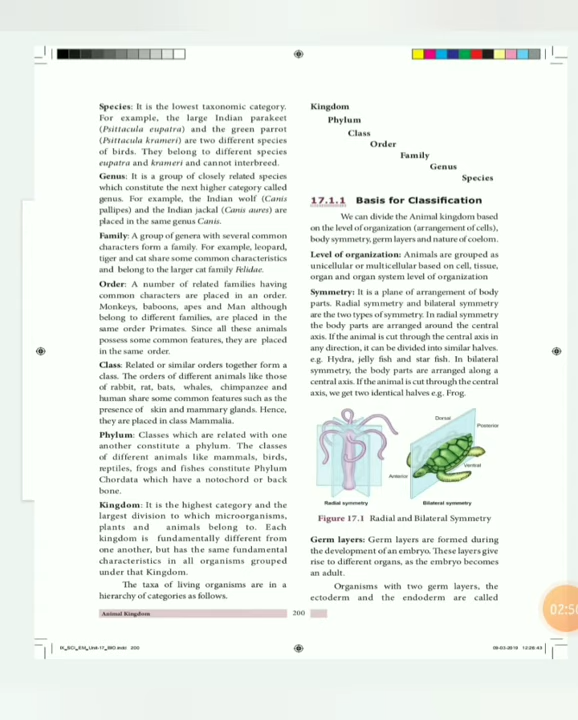 Species: It is the lowest taxonomic category.
For example, the large Indian parakeet
(Psittacula eupatra) and the green parrot
(Psittakula krameri) are two different species
of birds. They belong to different species
eupatra and krameri and cannot interbreed.
Genus: It is a group of closely related species
which constitute the next higher category called
genus. For example, the Indian wolf (Canis
pallipes) and the Indian jackal (Canis aures) are
placed in the same genus Canis.
Family: A group of genera with several common
characters form a family. For example, leopard,
tiger and cat share some common characteristics
and belong to the larger cat family Felidae.
Order: A number of related families having
common characters are placed in an order.
Monkeys, baboons, apes and Man although
belong to different families, are placed in the
same order Primates. Since all these animals
possess some common features, they are placed
in the same order.
Class: Related or similar orders together form a
class. The orders of different animals like those
of rabbit, rat, bats, whales, chimpanzee and
human share some common features such as the
presence of skin and mammary glands. Hence,
they are placed in class Mammalia.
Phylum: Classes which are related with one
another constitute a phylum. The classes
of different animals like mammals, birds,
reptiles, frogs and fishes constitute Phylum
Chordata which have a notochord or back
bone.
Kingdom: It is the highest category and the
largest division to which microorganisms,
plants and animals belong to. Each
kingdom is fundamentally different from
one another, but has the same fundamental
characteristics in all organisms grouped
under that Kingdom.
The taxa of living organisms are in a
hierarchy of categories as follows.
Kingdom
Phylum
Class
Order
Family
Genus
Species
17.1.1 Basis for Classification
We can divide the Animal kingdom based
on the level of organization (arrangement of cells),
body symmetry, germ layers and nature of coelom.
Level of organization: Animals are grouped as
unicellular or multicellular based on cell, tissue,
organ and organ system level of organization
Symmetry: It is a plane of arrangement of body
parts. Radial symmetry and bilateral symmetry
are the two types of symmetry. In radial symmetry
the body parts are arranged around the central
axis. If the animal is cut through the central axis in
any direction, it can be divided into similar halves.
e.g. Hydra, jelly fish and star fish. In bilateral
symmetry, the body parts are arranged along a
central axis. If the animal is cut through the central
axis, we get two identical halves e.g. Frog.
Dorsal
Posterior
Ventral
Anterior
Radial symmetry
Bilateral symmetry
Figure 17.1 Radial and Bilateral Symmetry
Germ layers: Germ layers are formed during
the development of an embryo. These layers give
rise to different organs, as the embryo becomes
an adult.
Organisms with two germ layers, the
ectoderm and the endoderm are called
Animal Kingdom
200
IX_SCI_EM_Unit-17_BIO.indd 200